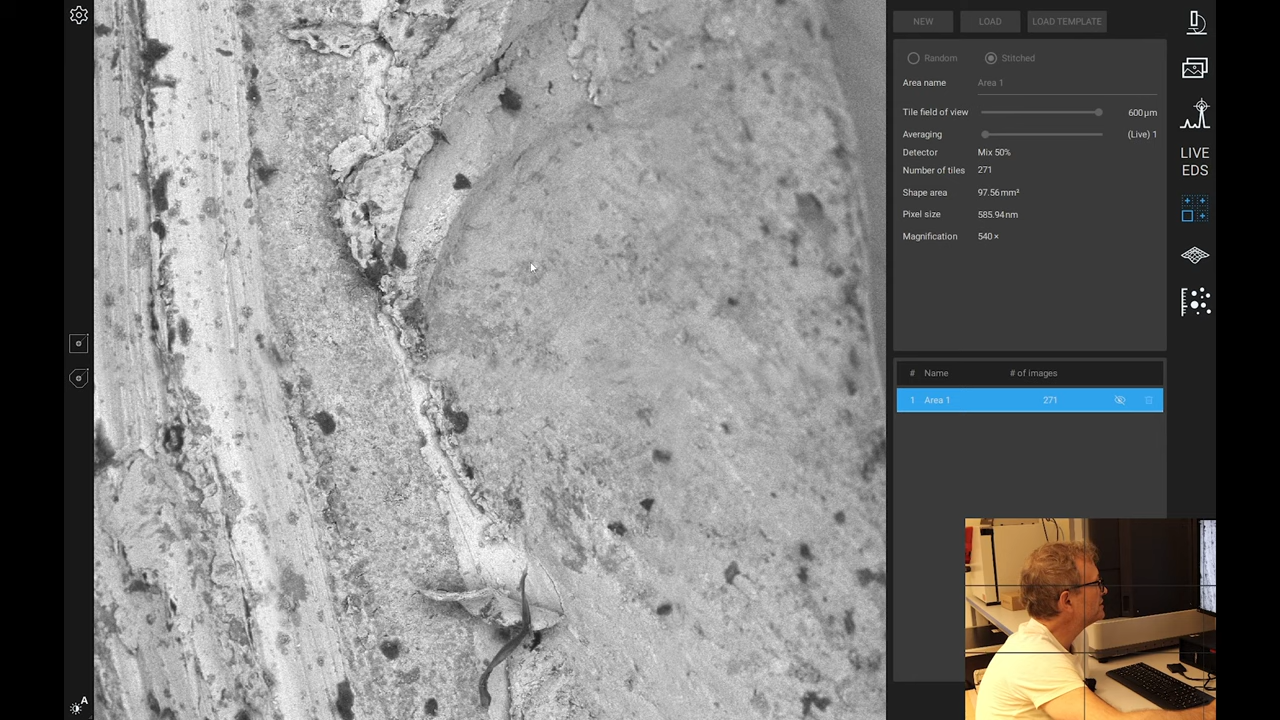 NEW LOAD LOAD TEMPLATE
Random Stitched
Area name Area 1
Tile field of view 600 µm
Averaging (Live) 1
Detector Mix 50%
Number of tiles 271
Shape area 97.56 mm²
Pixel size 585.94 nm
Magnification 540 ×
# Name # of images
1 Area 1 271
LIVE
EDS
A